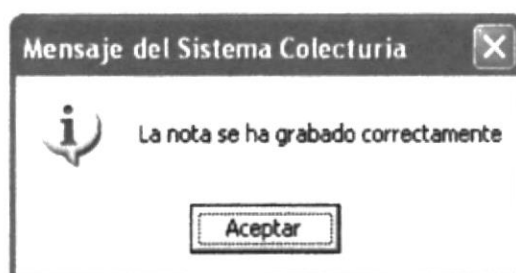 Mensaje del Sistema Colecturia
La nota se ha grabado correctamente
Aceptar